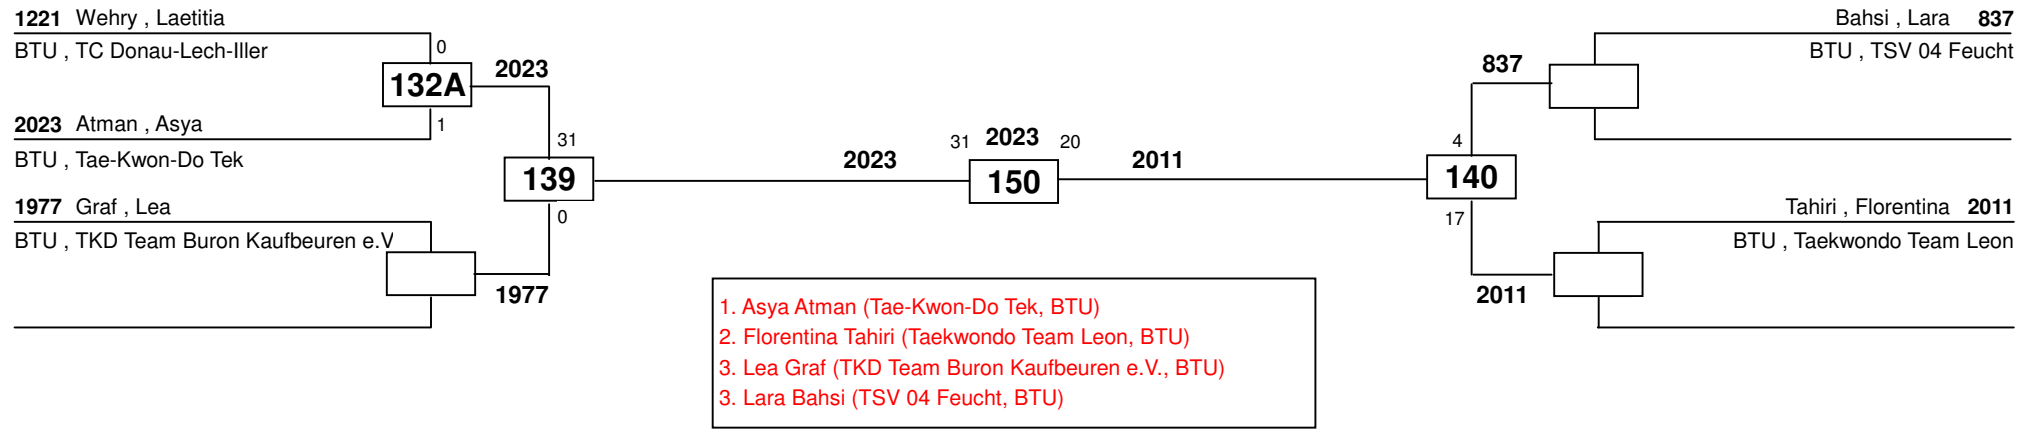 1221 Wehry , Laetitia
BTU , TC Donau-Lech-Iller
0
132A
2023
1
2023 Atman , Asya
BTU , Tae-Kwon-Do Tek
31
139
0
1977 Graf , Lea
BTU , TKD Team Buron Kaufbeuren e.V
1977
2023
31 2023 20
150
2011
Bahsi , Lara 837
BTU , TSV 04 Feucht
837
4
140
17
Tahiri , Florentina 2011
BTU , Taekwondo Team Leon
2011
1. Asya Atman (Tae-Kwon-Do Tek, BTU)
2. Florentina Tahiri (Taekwondo Team Leon, BTU)
3. Lea Graf (TKD Team Buron Kaufbeuren e.V., BTU)
3. Lara Bahsi (TSV 04 Feucht, BTU)